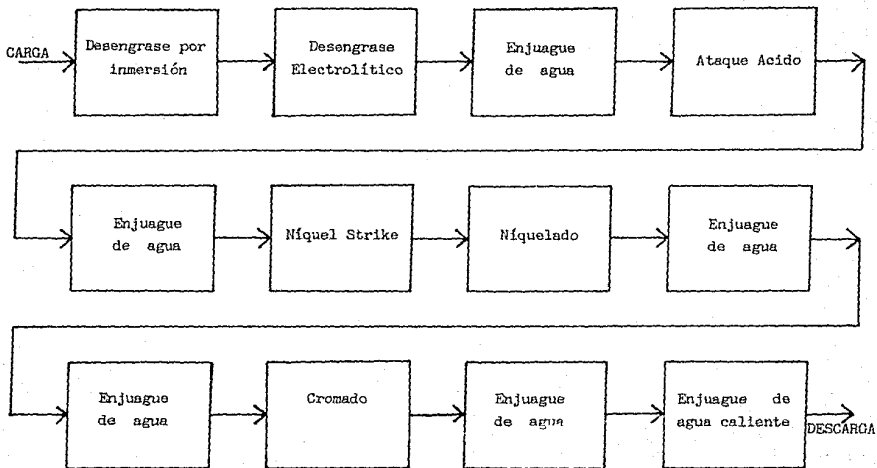 CARGA
Desengrase por
inmersión
Desengrase
Electrolítico
Enjuague
de agua
Ataque Acido
Enjuague
de agua
Níquel Strike
Níquelado
Enjuague
de agua
Enjuague
de agua
Cromado
Enjuague
de agua
Enjuague de
agua caliente
DESCARGA